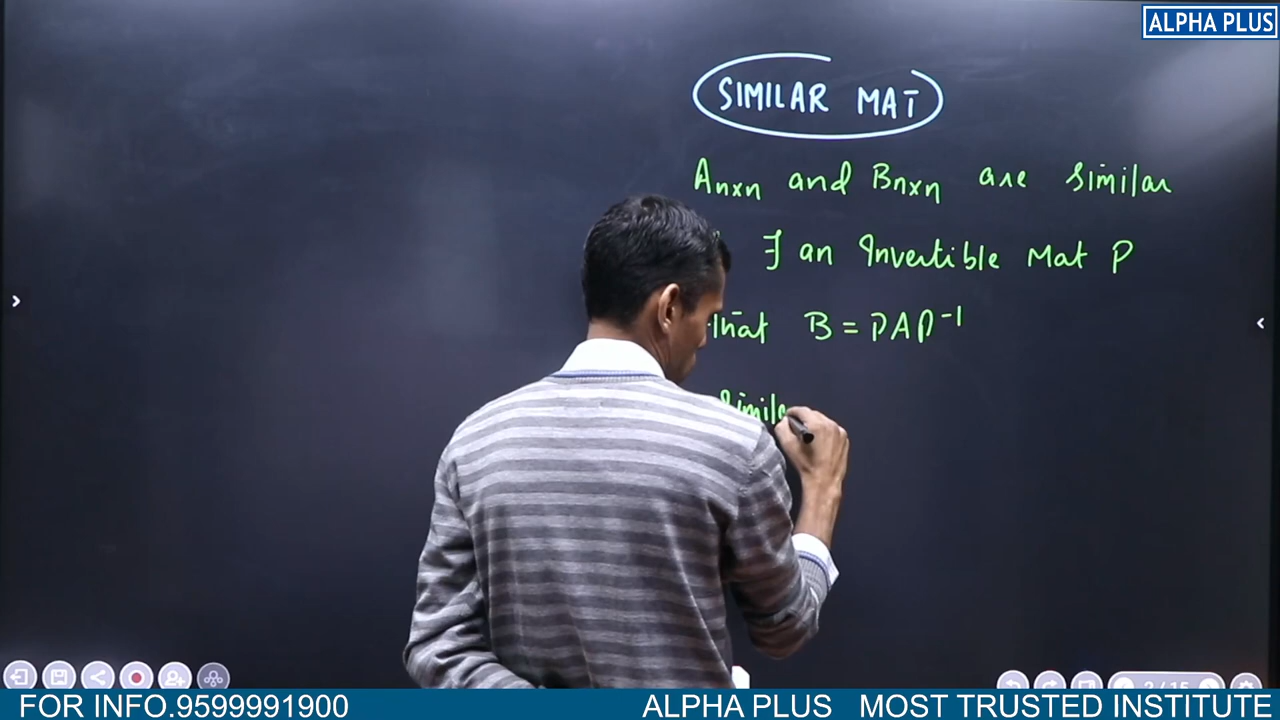 ALPHA PLUS
SIMILAR MAT
Anxn and Bnxn are similar
∃ an Invertible Mat P
that B = PAP⁻¹
FOR INFO.9599991900 ALPHA PLUS MOST TRUSTED INSTITUTE